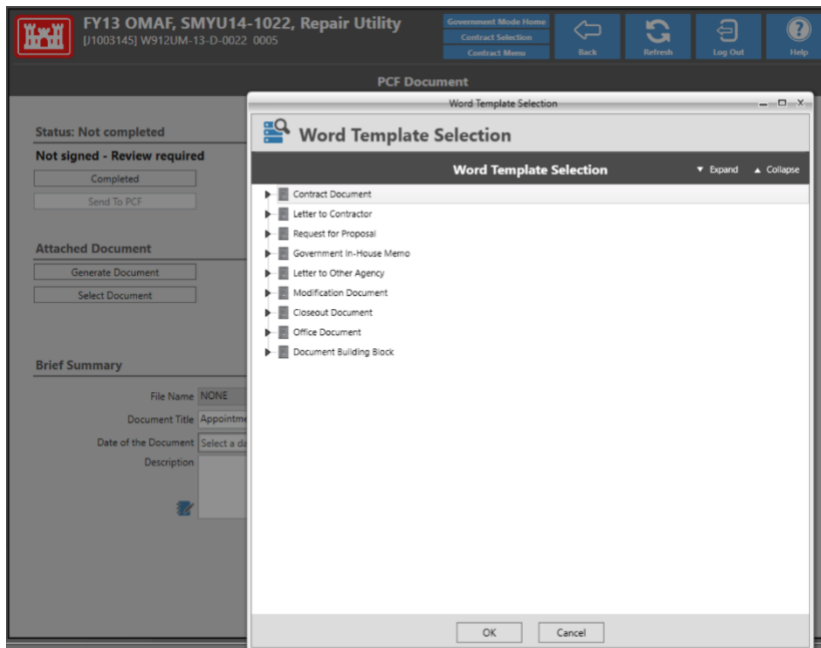 FY13 OMAF, SMYU14-1022, Repair Utility
[J1003145] W912UM-13-D-0022 0005
Government Mode Home
Contract Selection
Contract Menu
Back
Refresh
Log Out
Help
PCF Document
Status: Not completed
Not signed - Review required
Completed
Send To PCF
Attached Document
Generate Document
Select Document
Brief Summary
File Name NONE
Document Title Appointme
Date of the Document Select a da
Description
Word Template Selection
Word Template Selection
Word Template Selection
Expand
Collapse
Contract Document
Letter to Contractor
Request for Proposal
Government In-House Memo
Letter to Other Agency
Modification Document
Closeout Document
Office Document
Document Building Block
OK
Cancel